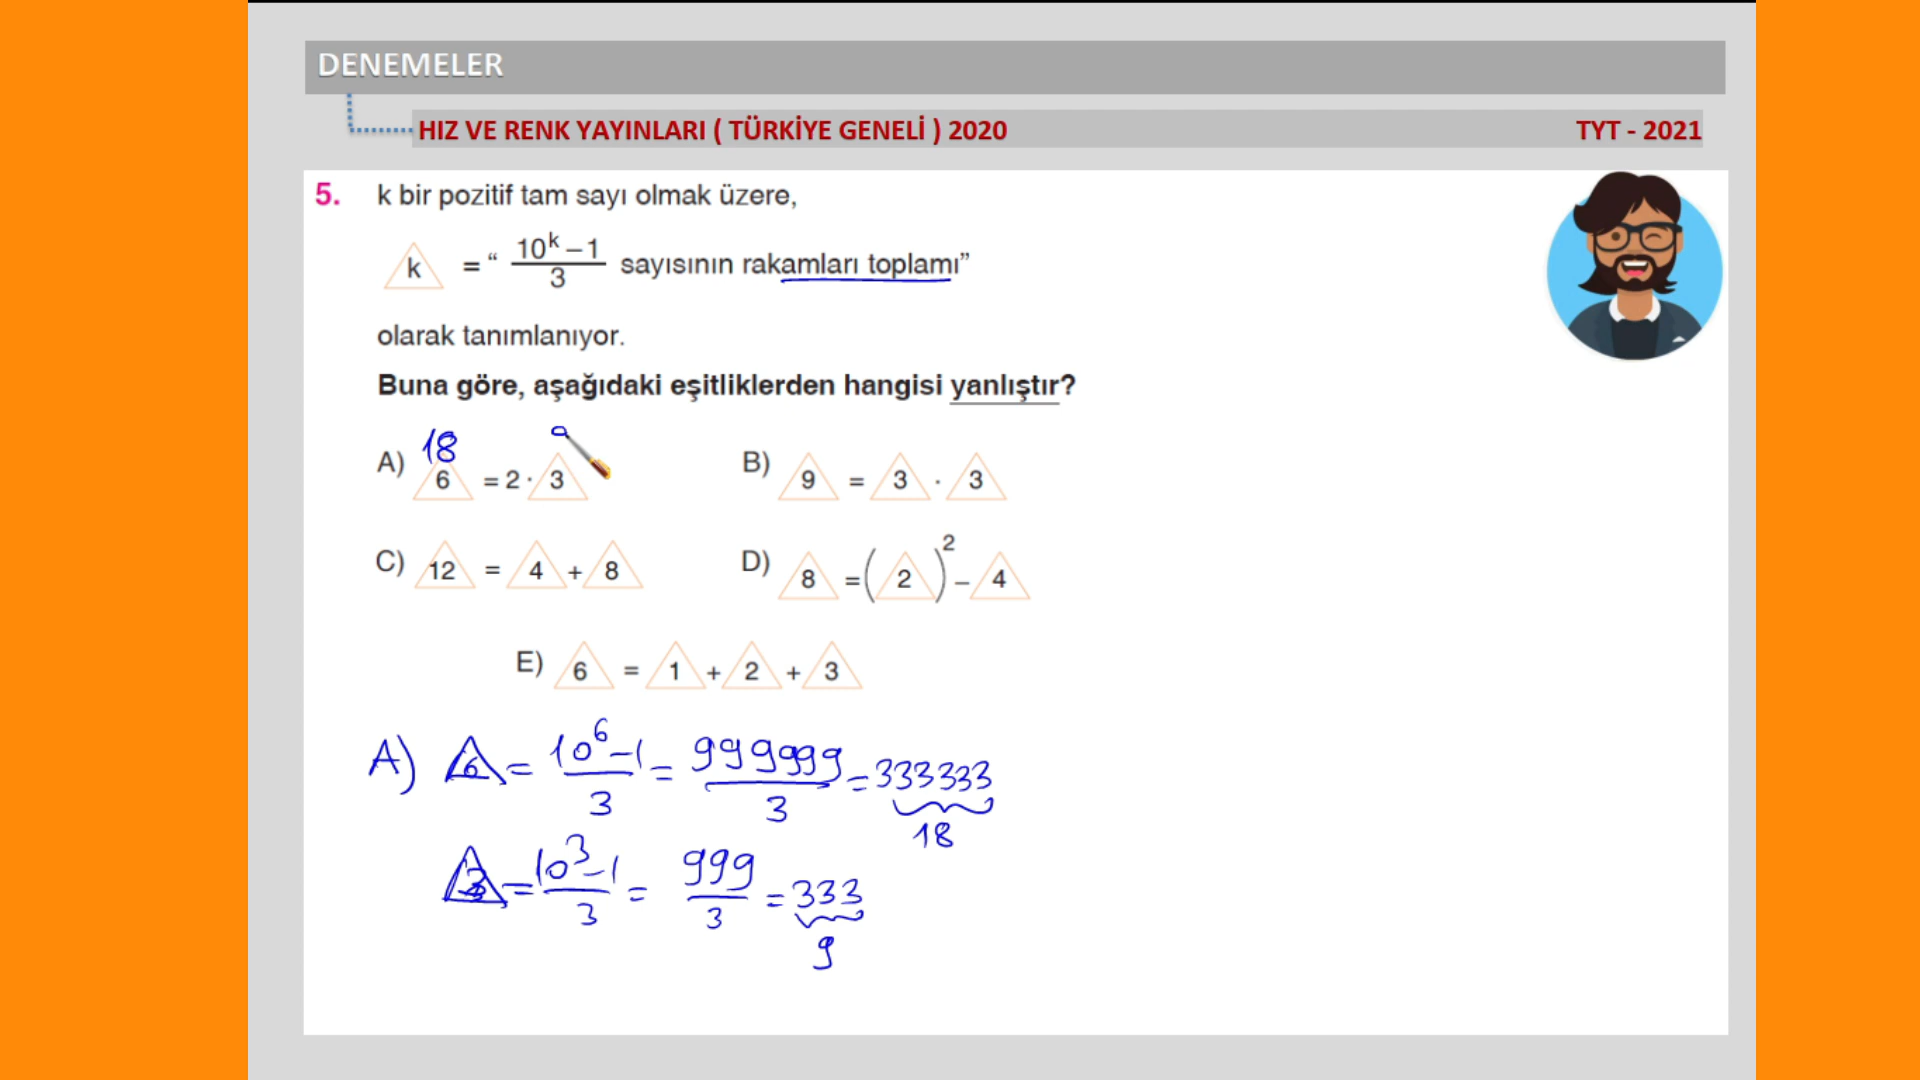 DENEMELER
HIZ VE RENK YAYINLARI ( TÜRKİYE GENELİ ) 2020 TYT - 2021
5. k bir pozitif tam sayı olmak üzere,
k = “ (10^k – 1)/3 sayısının rakamları toplamı”
olarak tanımlanıyor.
Buna göre, aşağıdaki eşitliklerden hangisi yanlıştır?
18
A) 6 = 2 · 3 B) 9 = 3 · 3
C) 12 = 4 + 8 D) 8 = ( 2 )² – 4
E) 6 = 1 + 2 + 3
A) 6 = (10^6 – 1)/3 = 999999/3 = 333333
18
3 = (10^3 – 1)/3 = 999/3 = 333
9